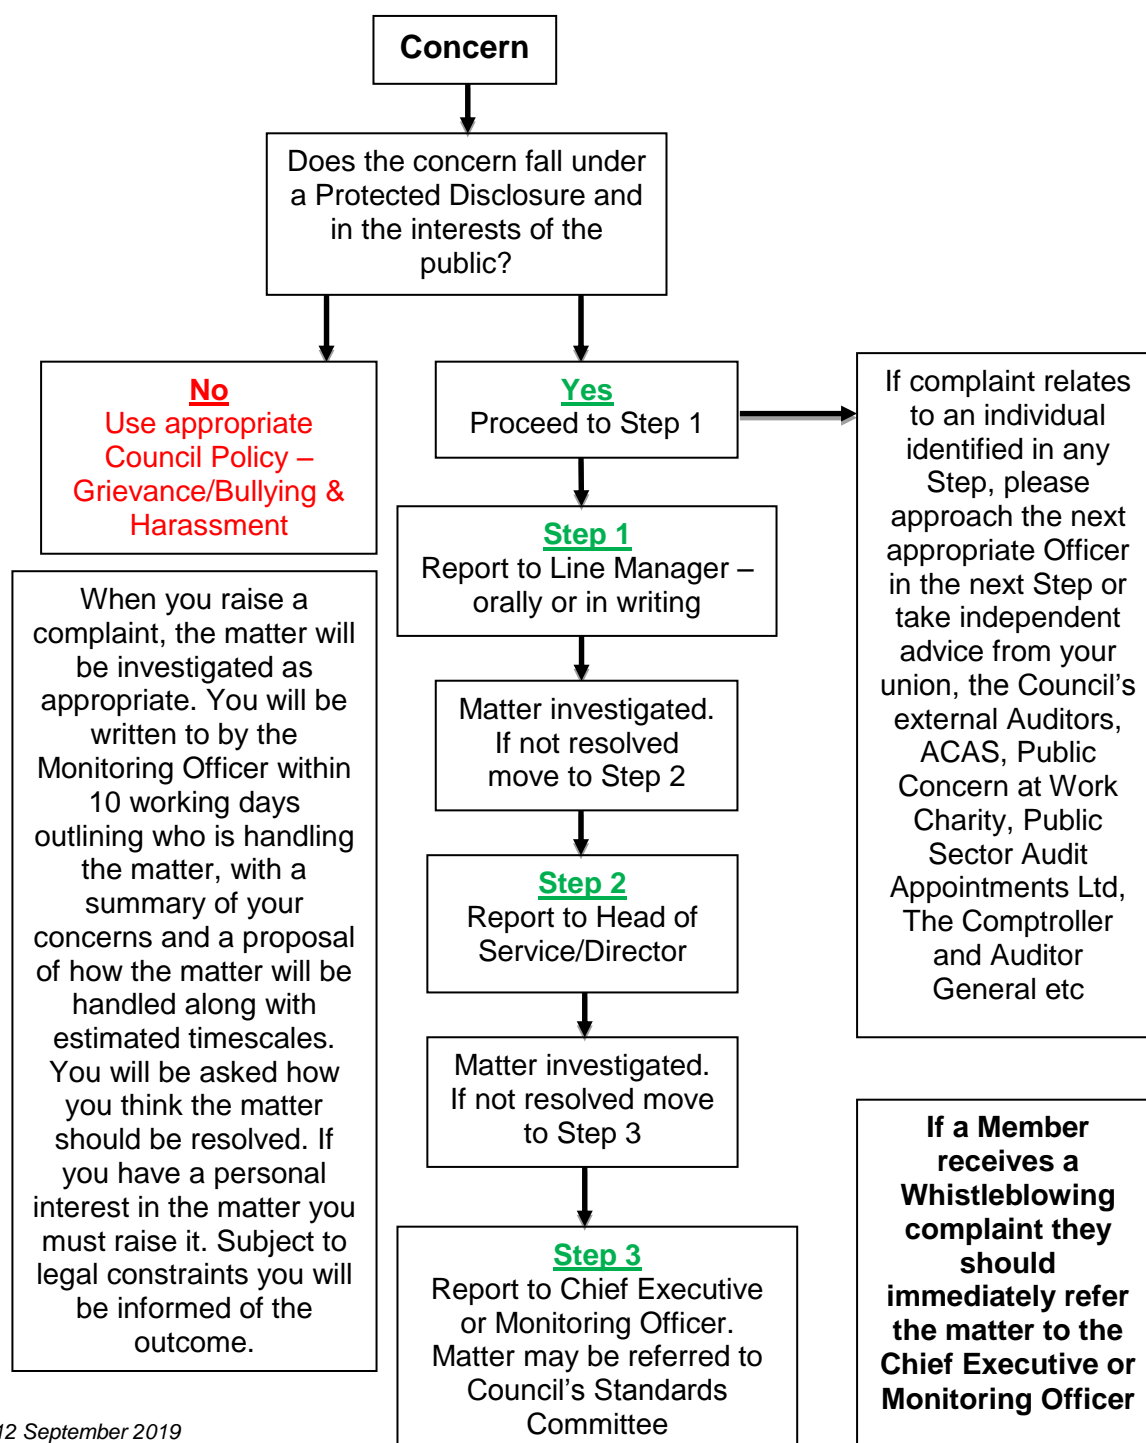 Concern
Does the concern fall under
a Protected Disclosure and
in the interests of the
public?
No
Use appropriate
Council Policy –
Grievance/Bullying &
Harassment
Yes
Proceed to Step 1
If complaint relates
to an individual
identified in any
Step, please
approach the next
appropriate Officer
in the next Step or
take independent
advice from your
union, the Council's
external Auditors,
ACAS, Public
Concern at Work
Charity, Public
Sector Audit
Appointments Ltd,
The Comptroller
and Auditor
General etc
Step 1
Report to Line Manager –
orally or in writing
When you raise a
complaint, the matter will
be investigated as
appropriate. You will be
written to by the
Monitoring Officer within
10 working days
outlining who is handling
the matter, with a
summary of your
concerns and a proposal
of how the matter will be
handled along with
estimated timescales.
You will be asked how
you think the matter
should be resolved. If
you have a personal
interest in the matter you
must raise it. Subject to
legal constraints you will
be informed of the
outcome.
Matter investigated.
If not resolved
move to Step 2
Step 2
Report to Head of
Service/Director
Matter investigated.
If not resolved move
to Step 3
Step 3
Report to Chief Executive
or Monitoring Officer.
Matter may be referred to
Council's Standards
Committee
If a Member
receives a
Whistleblowing
complaint they
should
immediately refer
the matter to the
Chief Executive or
Monitoring Officer
12 September 2019